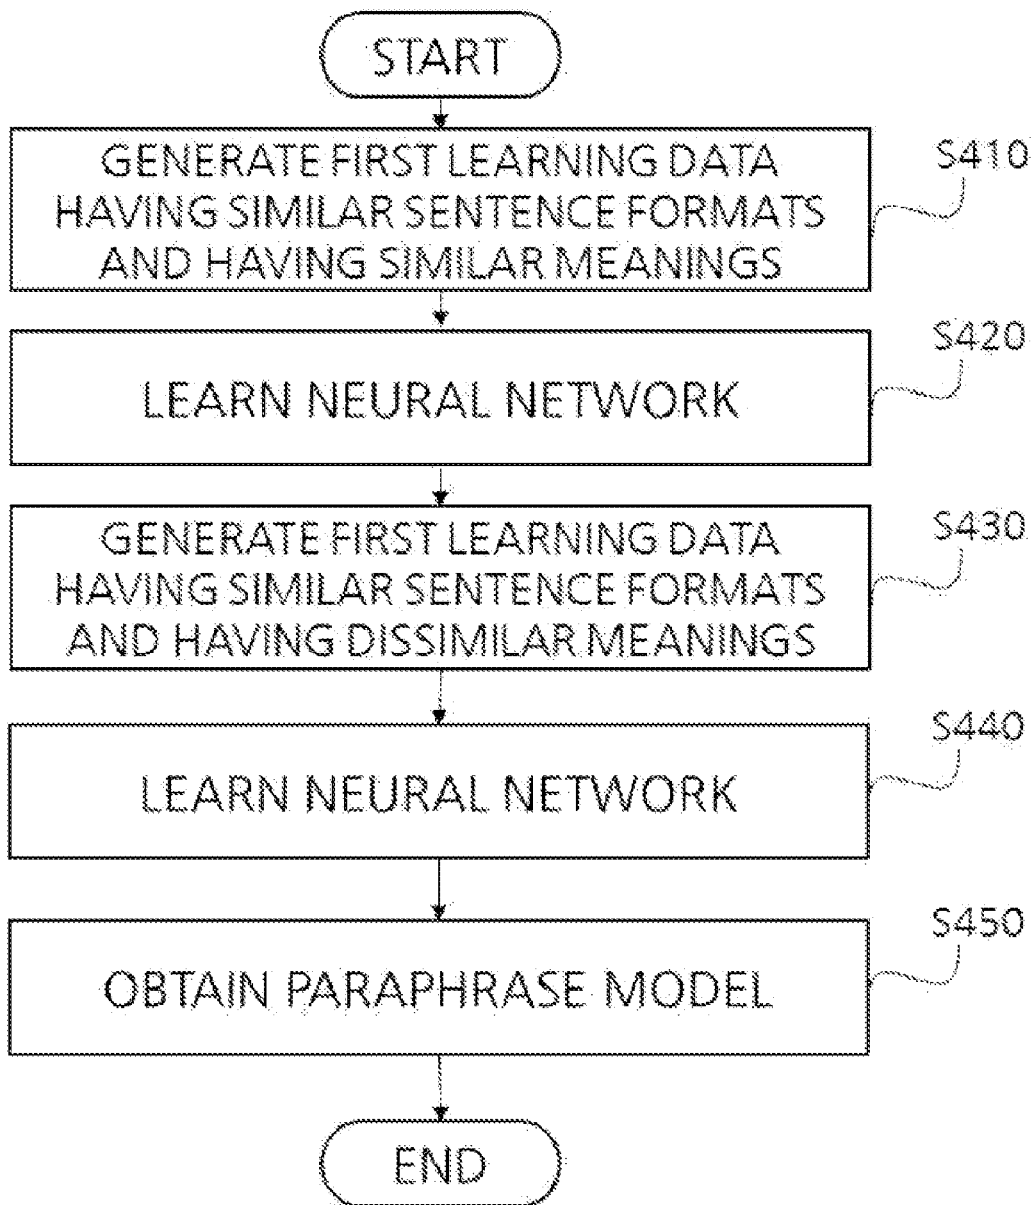 START
GENERATE FIRST LEARNING DATA
HAVING SIMILAR SENTENCE FORMATS
AND HAVING SIMILAR MEANINGS
S410
LEARN NEURAL NETWORK
S420
GENERATE FIRST LEARNING DATA
HAVING SIMILAR SENTENCE FORMATS
AND HAVING DISSIMILAR MEANINGS
S430
LEARN NEURAL NETWORK
S440
OBTAIN PARAPHRASE MODEL
S450
END